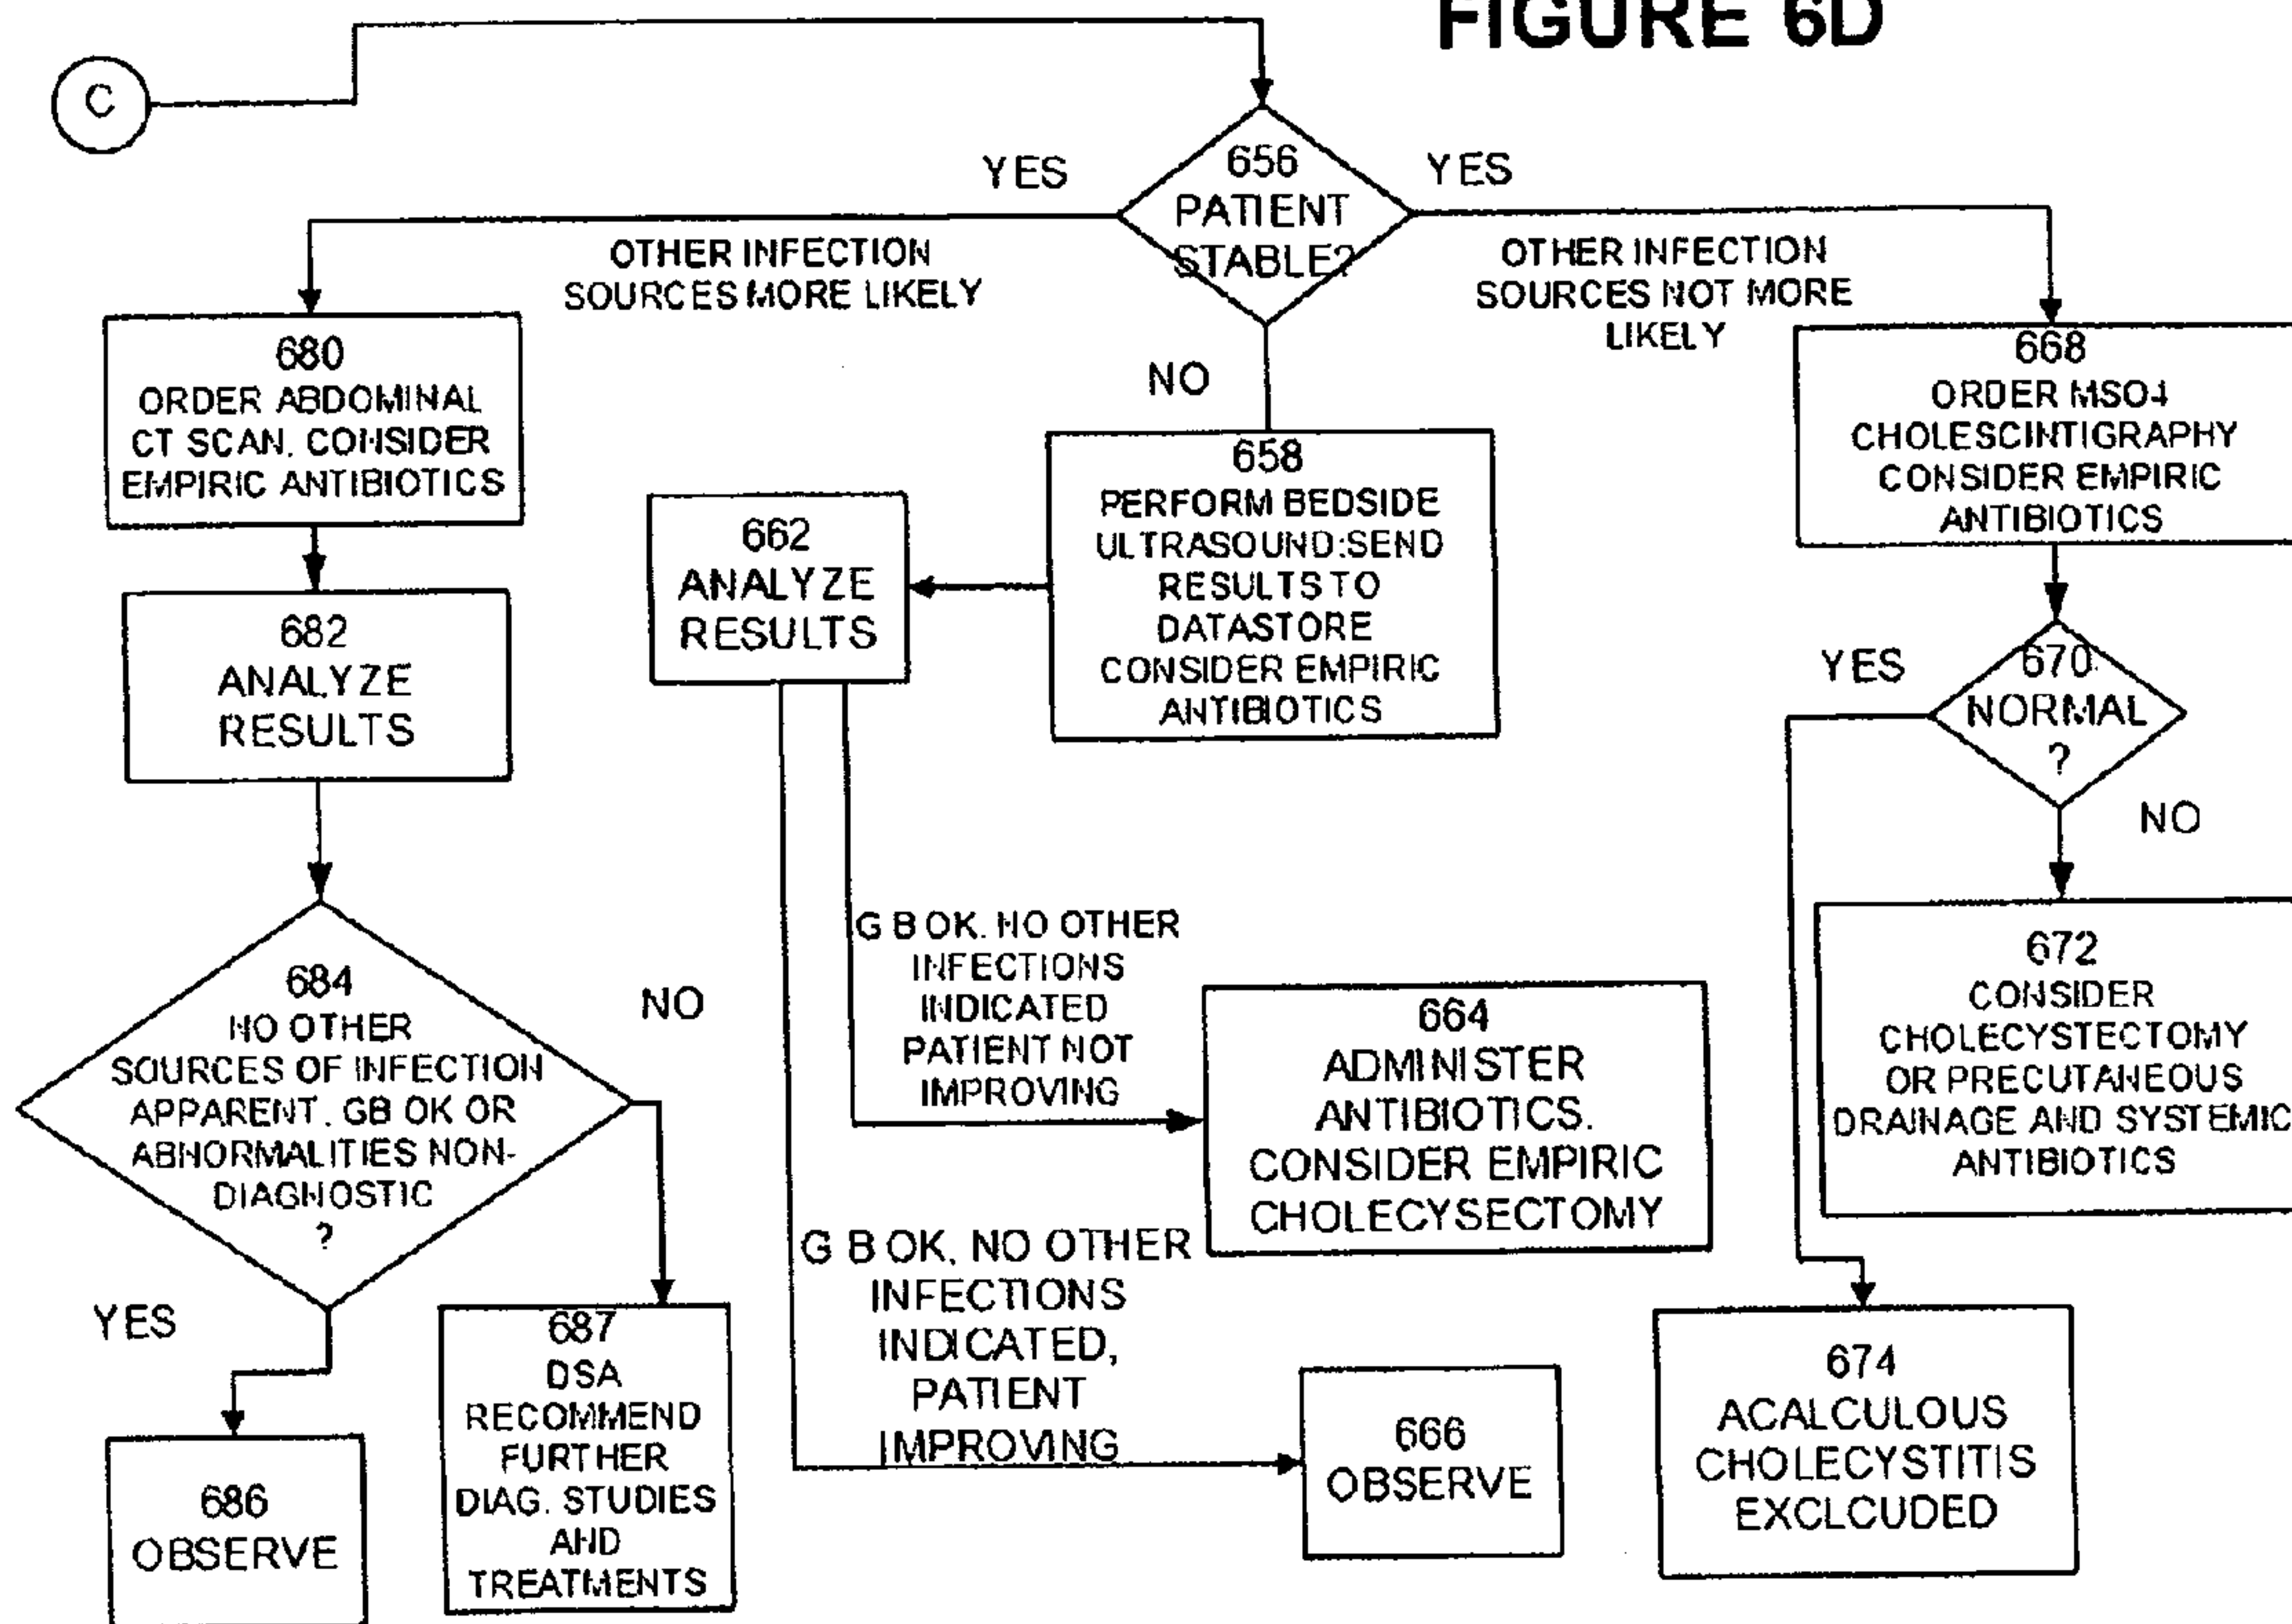 FIGURE 6D
C
YES
656
PATIENT
STABLE?
YES
OTHER INFECTION
SOURCES MORE LIKELY
OTHER INFECTION
SOURCES NOT MORE
LIKELY
680
ORDER ABDOMINAL
CT SCAN. CONSIDER
EMPIRIC ANTIBIOTICS
NO
658
PERFORM BEDSIDE
ULTRASOUND:SEND
RESULTS TO
DATASTORE
CONSIDER EMPIRIC
ANTIBIOTICS
668
ORDER MSO4
CHOLESCINTIGRAPHY
CONSIDER EMPIRIC
ANTIBIOTICS
662
ANALYZE
RESULTS
682
ANALYZE
RESULTS
YES
670
NORMAL
?
NO
684
NO OTHER
SOURCES OF INFECTION
APPARENT. GB OK OR
ABNORMALITIES NON-
DIAGNOSTIC
?
NO
YES
G B OK. NO OTHER
INFECTIONS
INDICATED
PATIENT NOT
IMPROVING
664
ADMINISTER
ANTIBIOTICS.
CONSIDER EMPIRIC
CHOLECYSECTOMY
672
CONSIDER
CHOLECYSTECTOMY
OR PRECUTANEOUS
DRAINAGE AND SYSTEMIC
ANTIBIOTICS
G B OK, NO OTHER
INFECTIONS
INDICATED,
PATIENT
IMPROVING
686
OBSERVE
687
DSA
RECOMMEND
FURTHER
DIAG. STUDIES
AND
TREATMENTS
666
OBSERVE
674
ACALCULOUS
CHOLECYSTITIS
EXCLCUDED